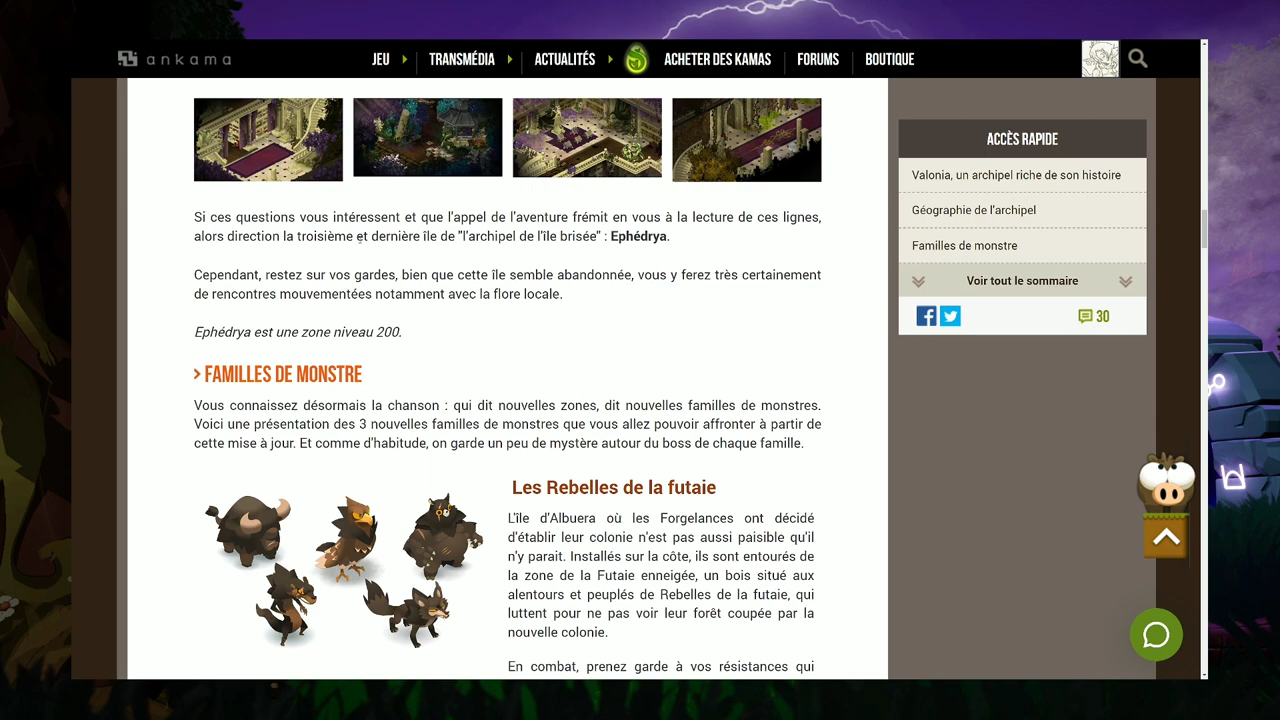 ankama
JEU
TRANSMÉDIA
ACTUALITÉS
ACHETER DES KAMAS
FORUMS
BOUTIQUE
Si ces questions vous intéressent et que l'appel de l'aventure frémit en vous à la lecture de ces lignes,
alors direction la troisième et dernière île de "l'archipel de l'île brisée" : Ephédrya.
Cependant, restez sur vos gardes, bien que cette île semble abandonnée, vous y ferez très certainement
de rencontres mouvementées notamment avec la flore locale.
Ephédrya est une zone niveau 200.
> FAMILLES DE MONSTRE
Vous connaissez désormais la chanson : qui dit nouvelles zones, dit nouvelles familles de monstres.
Voici une présentation des 3 nouvelles familles de monstres que vous allez pouvoir affronter à partir de
cette mise à jour. Et comme d'habitude, on garde un peu de mystère autour du boss de chaque famille.
Les Rebelles de la futaie
L'île d'Albuera où les Forgelances ont décidé
d'établir leur colonie n'est pas aussi paisible qu'il
n'y parait. Installés sur la côte, ils sont entourés de
la zone de la Futaie enneigée, un bois situé aux
alentours et peuplés de Rebelles de la futaie, qui
luttent pour ne pas voir leur forêt coupée par la
nouvelle colonie.
En combat, prenez garde à vos résistances qui
ACCÈS RAPIDE
Valonia, un archipel riche de son histoire
Géographie de l'archipel
Familles de monstre
Voir tout le sommaire
30